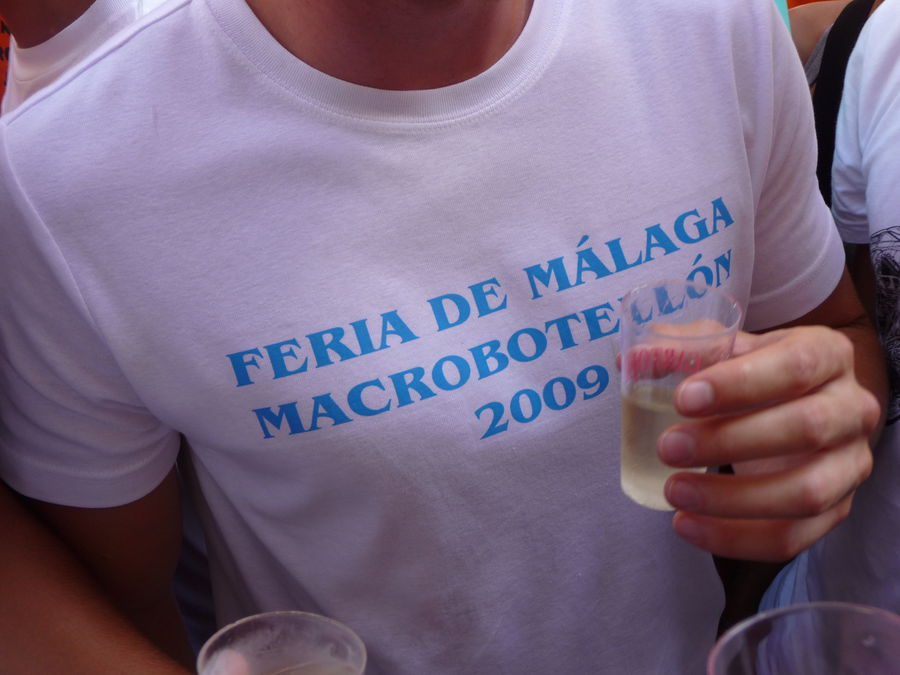 FERIA DE MÁLAGA
MACROBOTELLÓN
2009